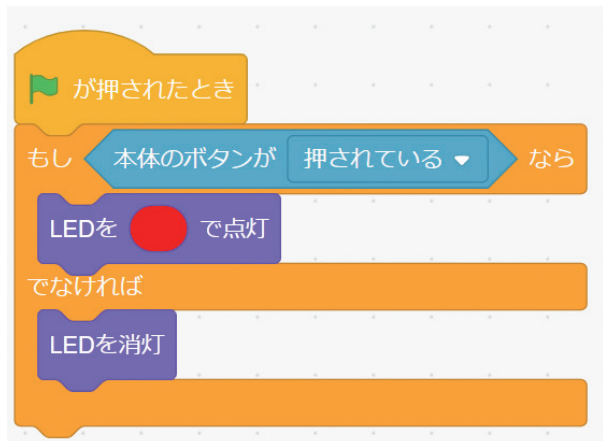 が押されたとき
もし 本体のボタンが 押されている なら
LEDを で点灯
でなければ
LEDを消灯